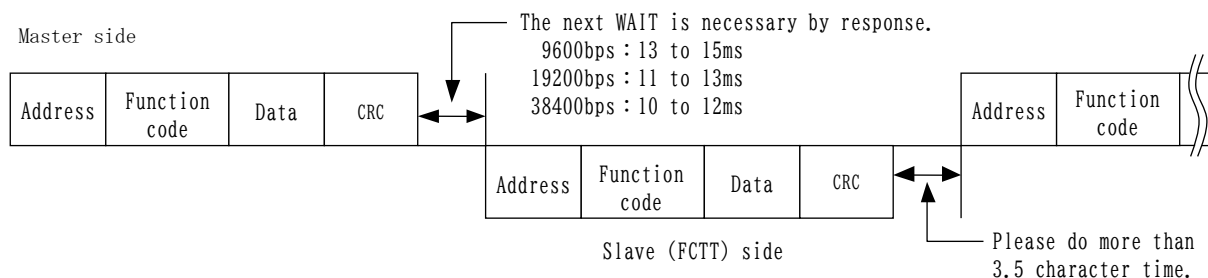 The next WAIT is necessary by response.
Master side
9600bps：13 to 15ms
19200bps：11 to 13ms
38400bps：10 to 12ms
Address
Function
code
Data
CRC
Address
Function
code
Address
Function
code
Data
CRC
Slave (FCTT) side
Please do more than
3.5 character time.